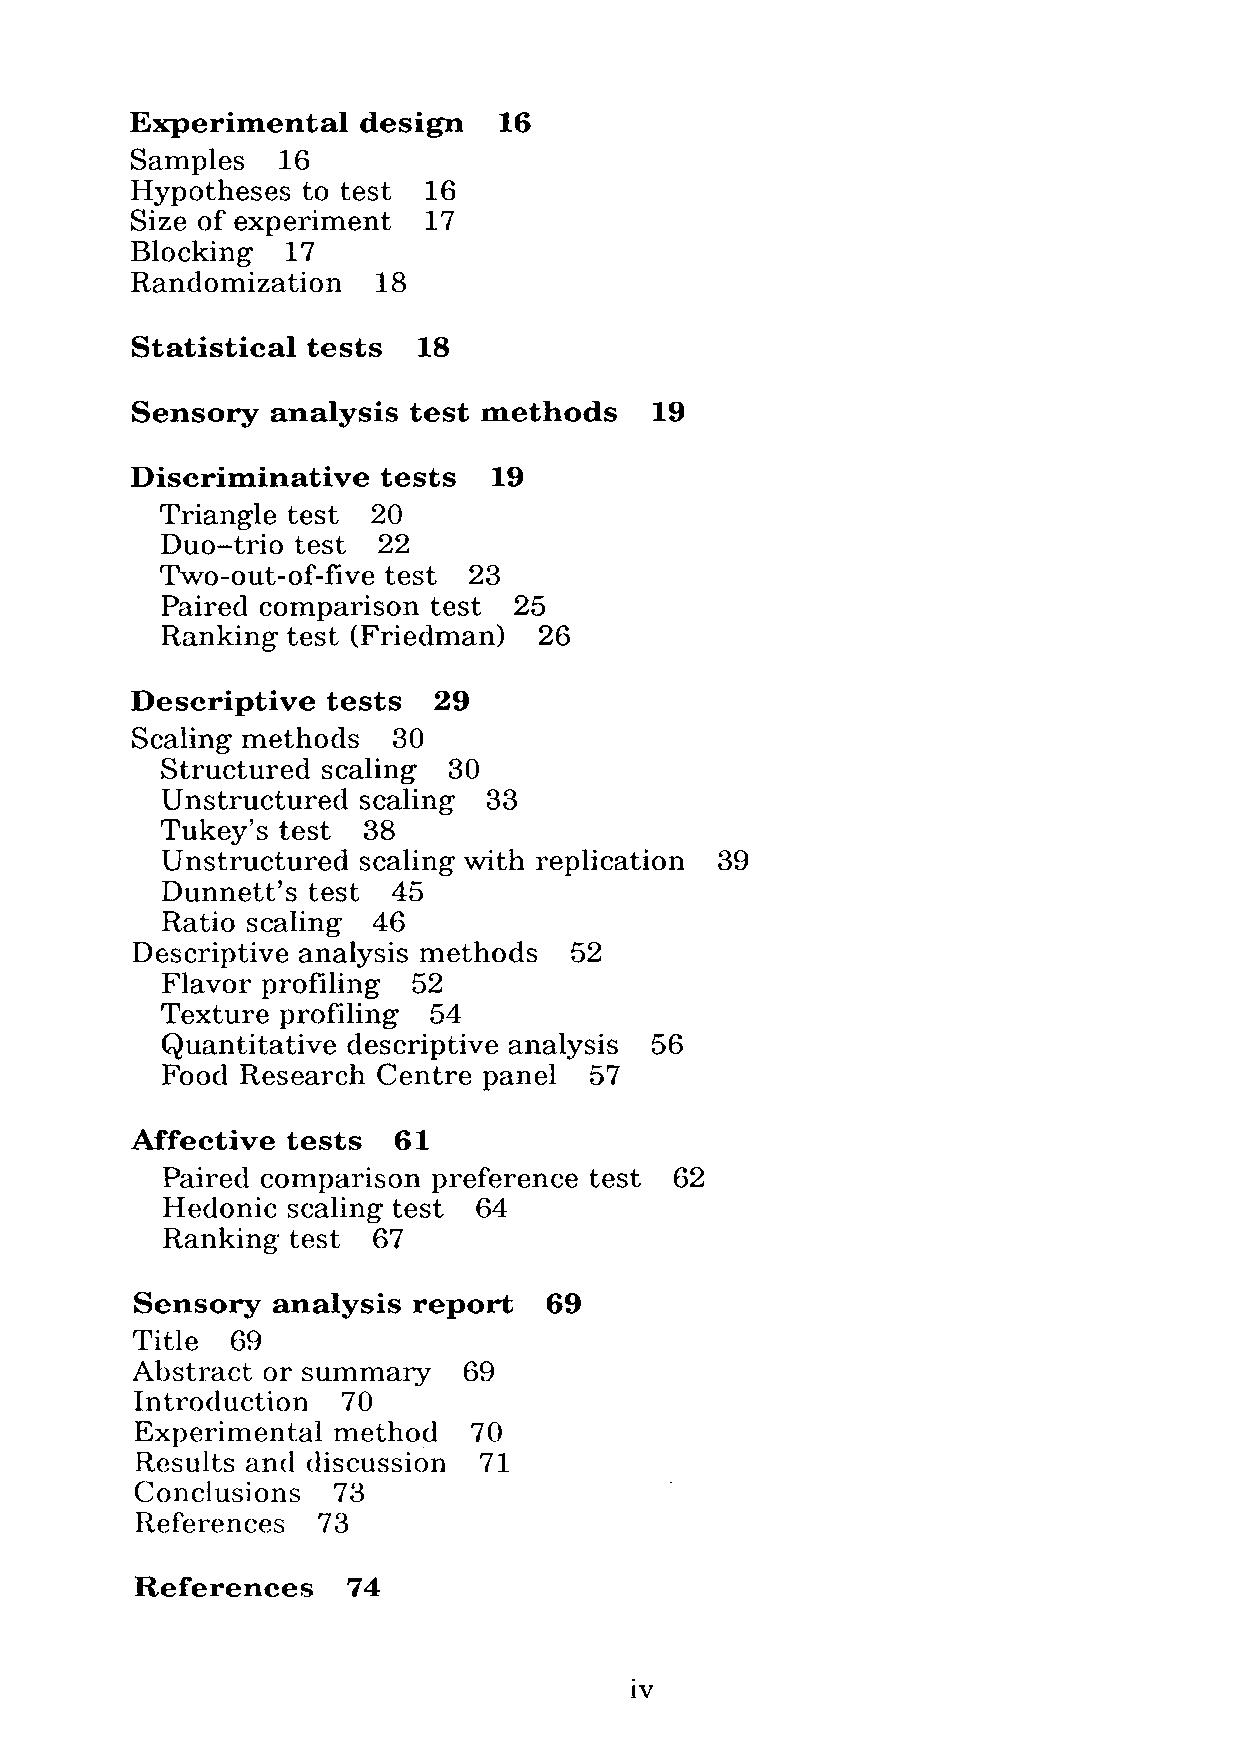 Experimental design 16
Samples 16
Hypotheses to test 16
Size of experiment 17
Blocking 17
Randomization 18
Statistical tests 18
Sensory analysis test methods 19
Discriminative tests 19
Triangle test 20
Duo–trio test 22
Two-out-of-five test 23
Paired comparison test 25
Ranking test (Friedman) 26
Descriptive tests 29
Scaling methods 30
Structured scaling 30
Unstructured scaling 33
Tukey's test 38
Unstructured scaling with replication 39
Dunnett's test 45
Ratio scaling 46
Descriptive analysis methods 52
Flavor profiling 52
Texture profiling 54
Quantitative descriptive analysis 56
Food Research Centre panel 57
Affective tests 61
Paired comparison preference test 62
Hedonic scaling test 64
Ranking test 67
Sensory analysis report 69
Title 69
Abstract or summary 69
Introduction 70
Experimental method 70
Results and discussion 71
Conclusions 73
References 73
References 74
iv